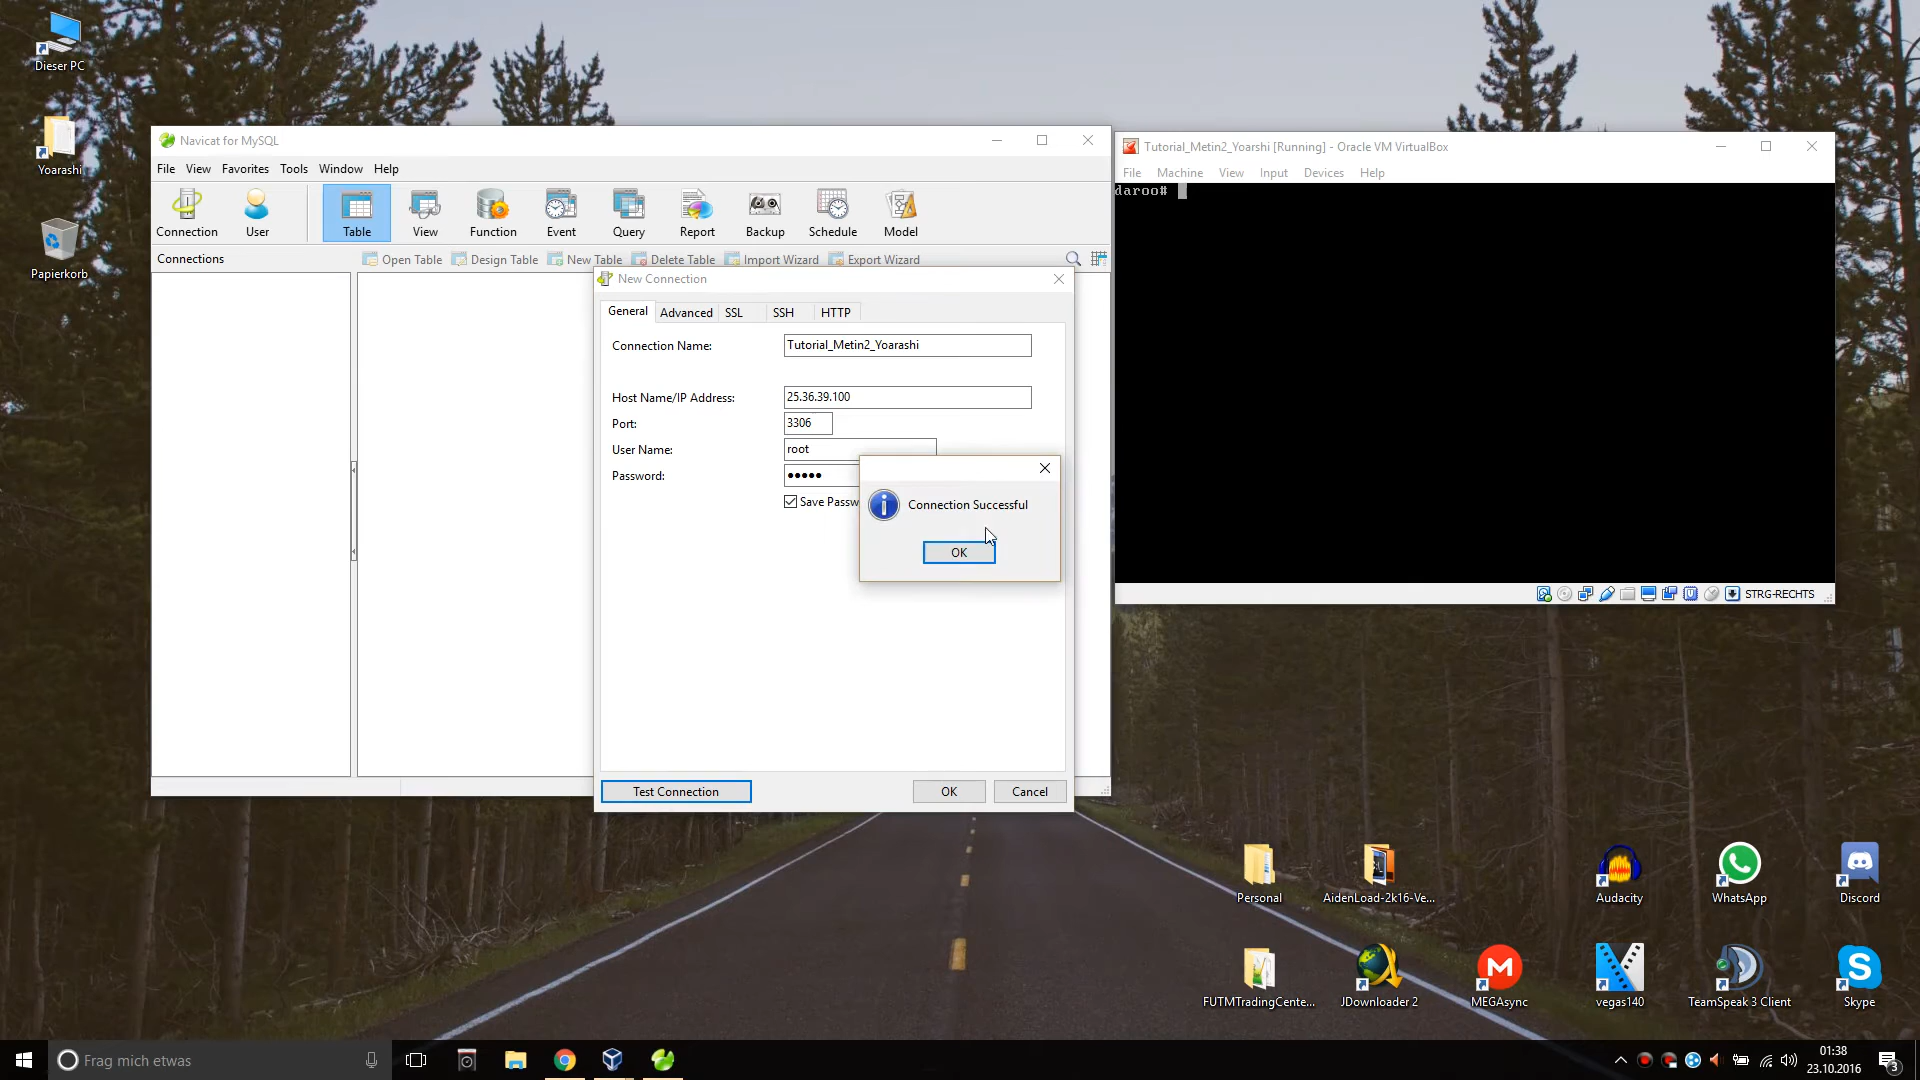 Dieser PC
Yoarashi
Papierkorb
Navicat for MySQL
File View Favorites Tools Window Help
Connection User Table View Function Event Query Report Backup Schedule Model
Connections Open Table Design Table New Table Delete Table Import Wizard Export Wizard
New Connection
General Advanced SSL SSH HTTP
Connection Name: Tutorial_Metin2_Yoarashi
Host Name/IP Address: 25.36.39.100
Port: 3306
User Name: root
Password: ●●●●●
Save Passw
Connection Successful
OK
Test Connection OK Cancel
Tutorial_Metin2_Yoarshi [Running] - Oracle VM VirtualBox
File Machine View Input Devices Help
daroo#
STRG-RECHTS
Personal AidenLoad-2k16-Ve... Audacity WhatsApp Discord
FUTMTradingCente... JDownloader 2 MEGAsync vegas140 TeamSpeak 3 Client Skype
Frag mich etwas
01:38
23.10.2016
3